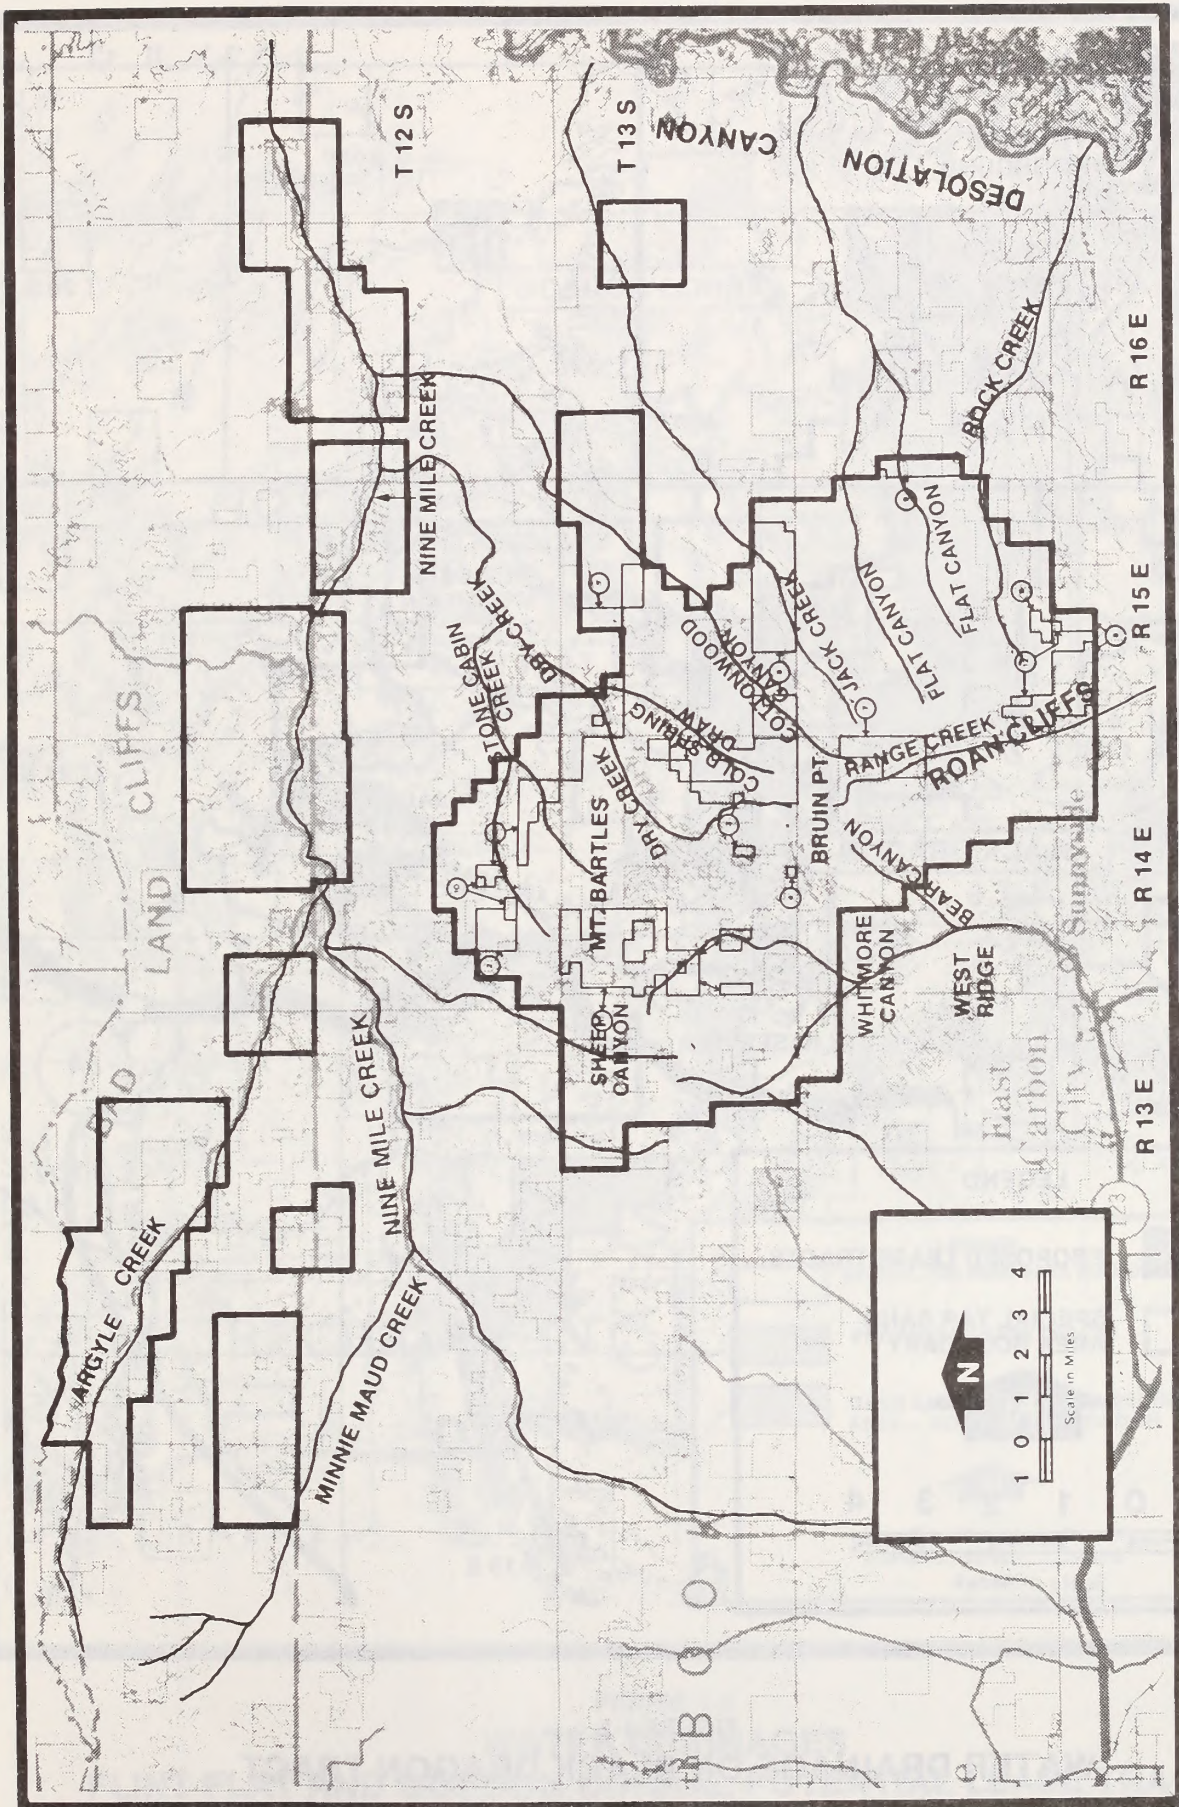 BAD
LAND
CLIFFS
ARGYLE CREEK
MINNIE MAUD CREEK
NINE MILE CREEK
NINE MILE CREEK
T 12 S
T 13 S
STONE CABIN
CREEK
DRY CREEK
DRY CREEK
COLD SPRING
DRAW
COTTONWOOD
CANYON
JACK CREEK
FLAT CANYON
FLAT CANYON
ROCK CREEK
DESOLATION
CANYON
MT. BARTLES
SHEEP
CANYON
BRUIN PT.
RANGE CREEK
ROAN CLIFFS
BEAR CANYON
WHITMORE
CANYON
WEST
RIDGE
Sunnyside
East
Carbon
City
123
R 13 E
R 14 E
R 15 E
R 16 E
N
1 0 1 2 3 4
Scale in Miles
B O O